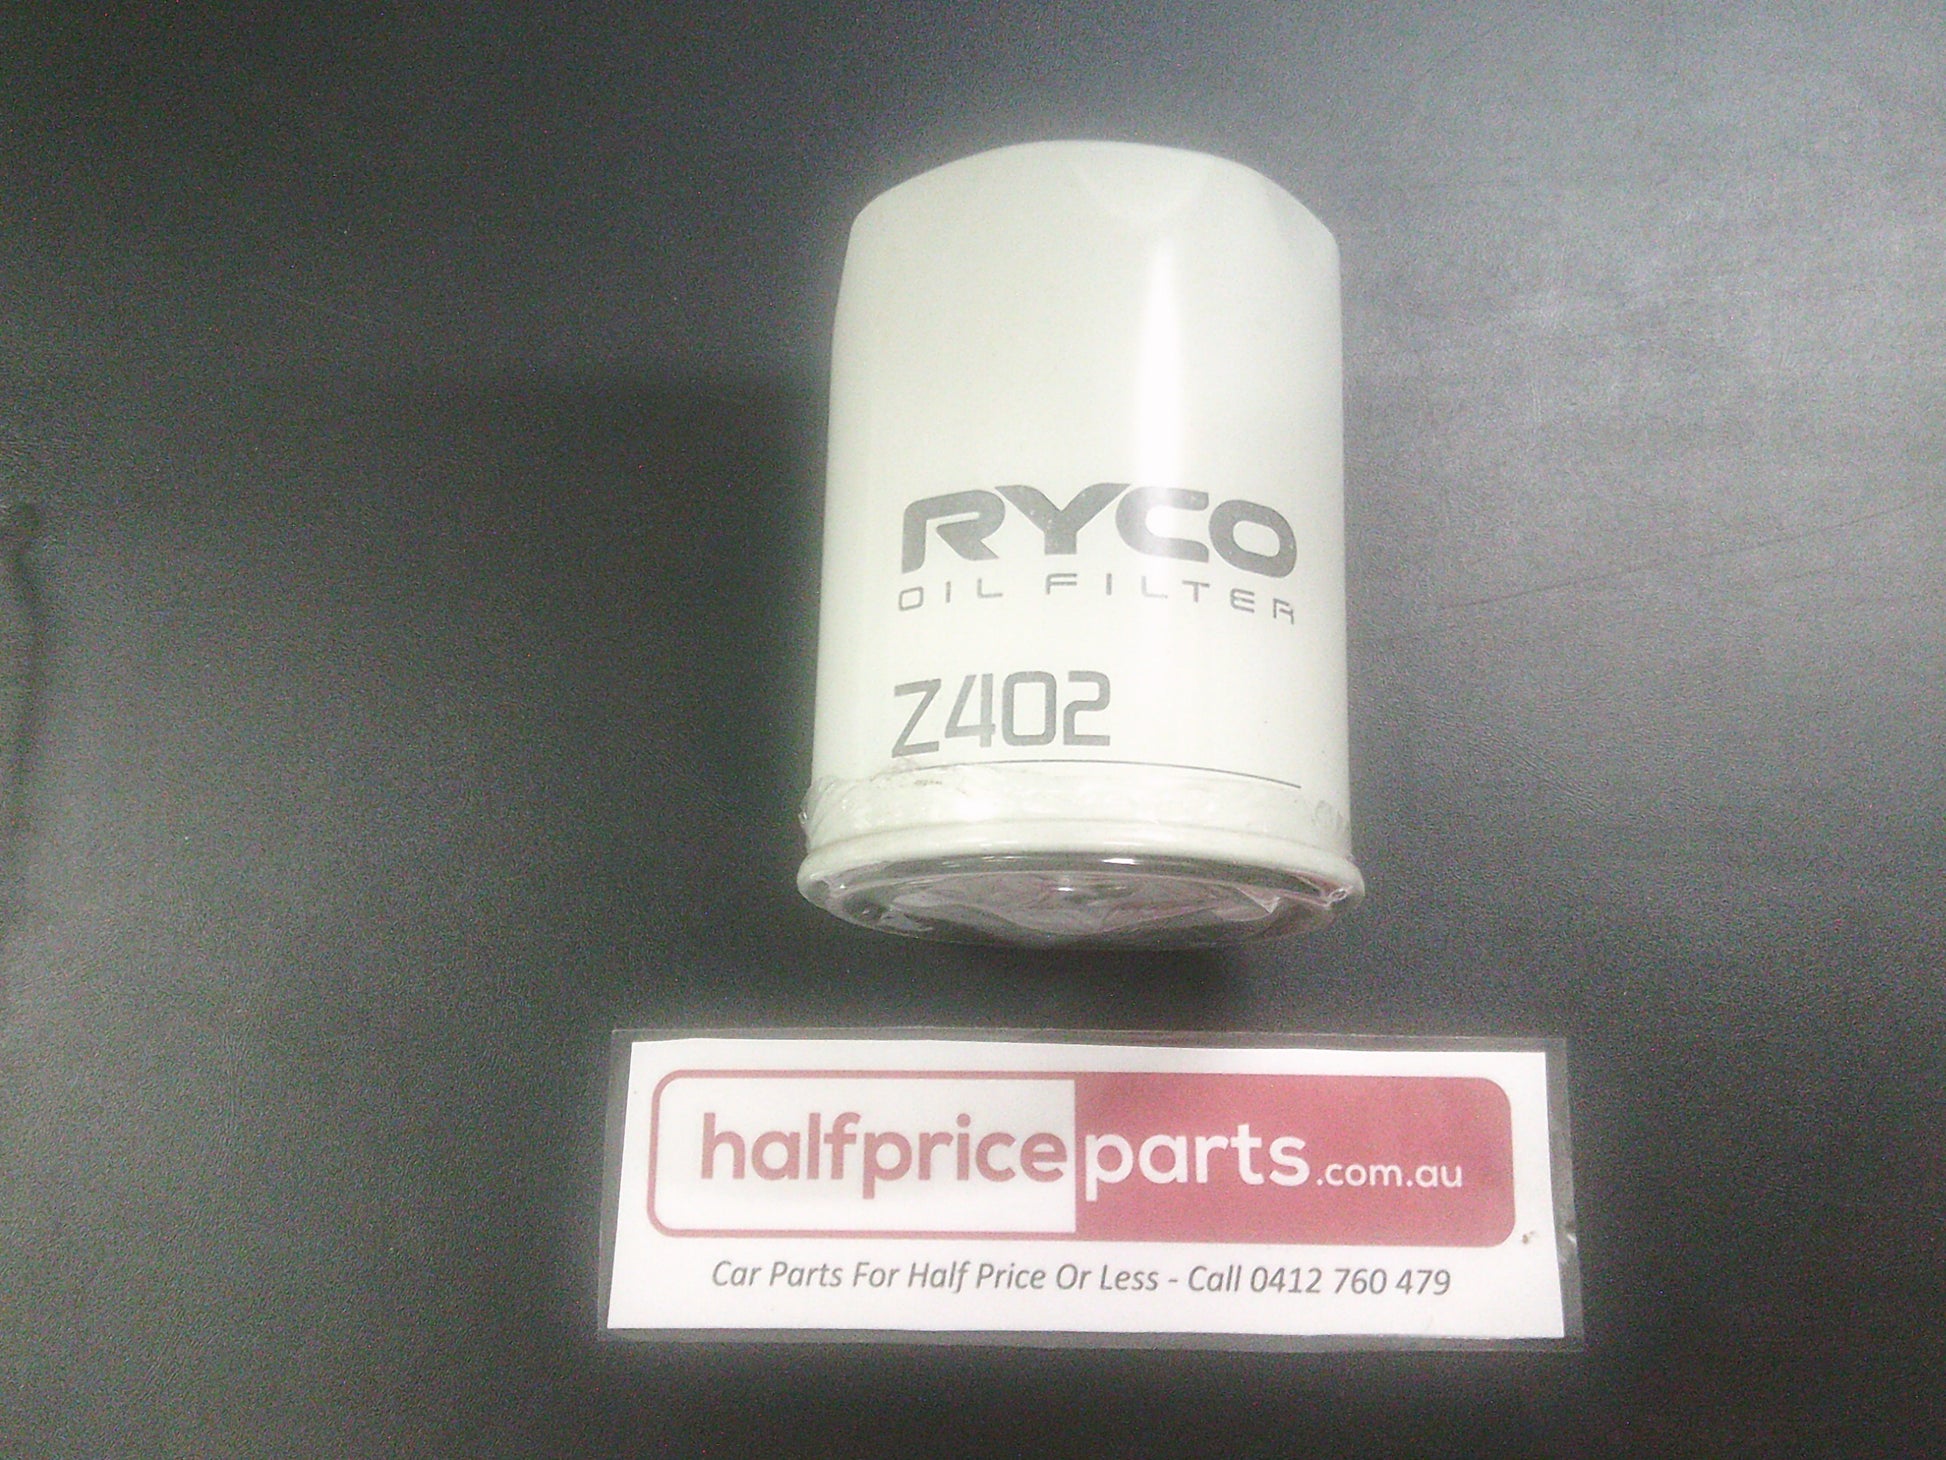 RYCO
OIL FILTER
Z402
halfpriceparts.com.au
Car Parts For Half Price Or Less - Call 0412 760 479